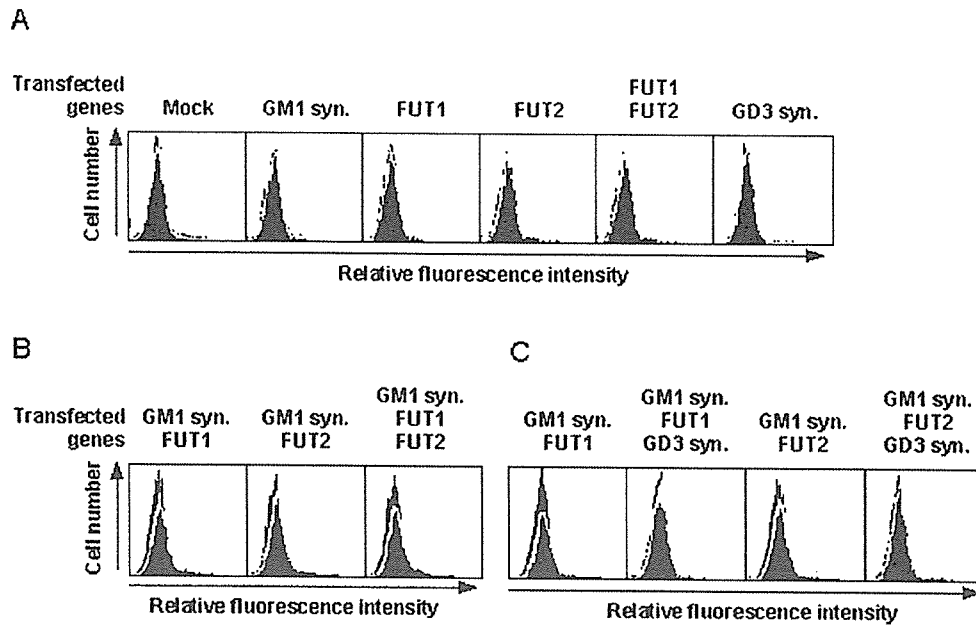 A
Transfected genes
Mock
GM1 syn.
FUT1
FUT2
FUT1
FUT2
GD3 syn.
Cell number
Relative fluorescence intensity
B
Transfected genes
GM1 syn.
FUT1
GM1 syn.
FUT2
GM1 syn.
FUT1
FUT2
Cell number
Relative fluorescence intensity
C
GM1 syn.
FUT1
GM1 syn.
FUT1
GD3 syn.
GM1 syn.
FUT2
GM1 syn.
FUT2
GD3 syn.
Relative fluorescence intensity